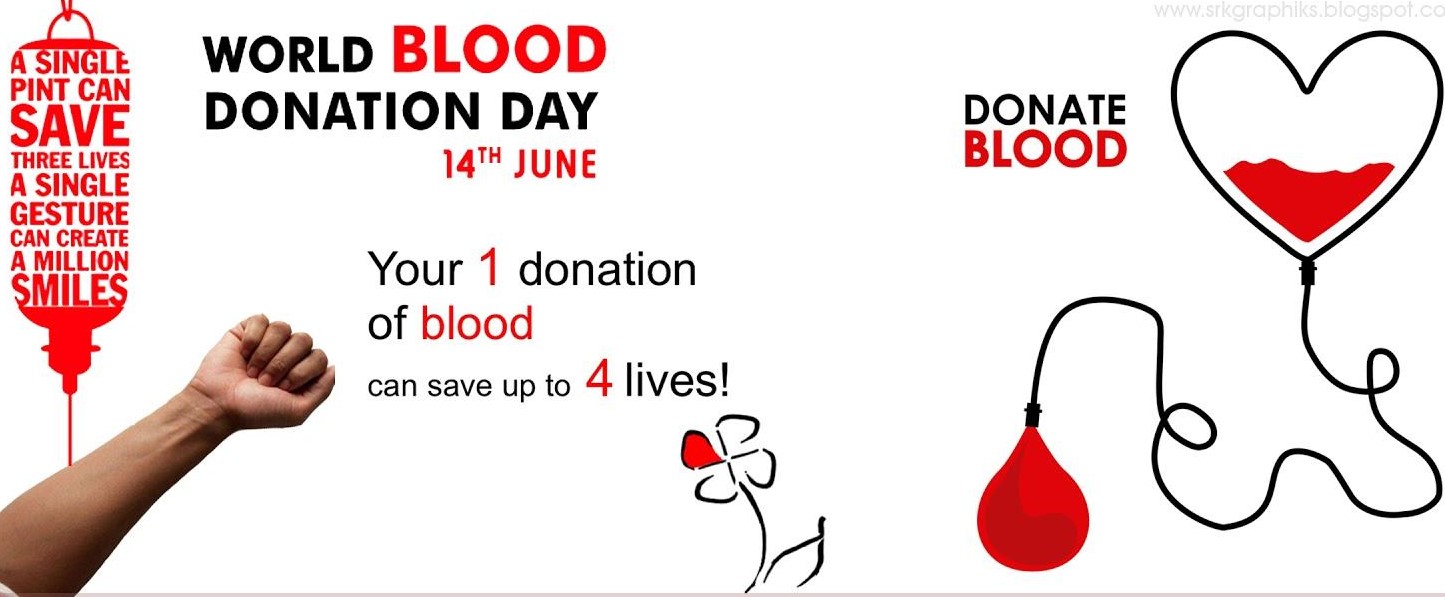 www.srkgraphiks.blogspot.co
A SINGLE
PINT CAN
SAVE
THREE LIVES
A SINGLE
GESTURE
CAN CREATE
A MILLION
SMILES
WORLD BLOOD
DONATION DAY
14TH JUNE
Your 1 donation
of blood
can save up to 4 lives!
DONATE
BLOOD